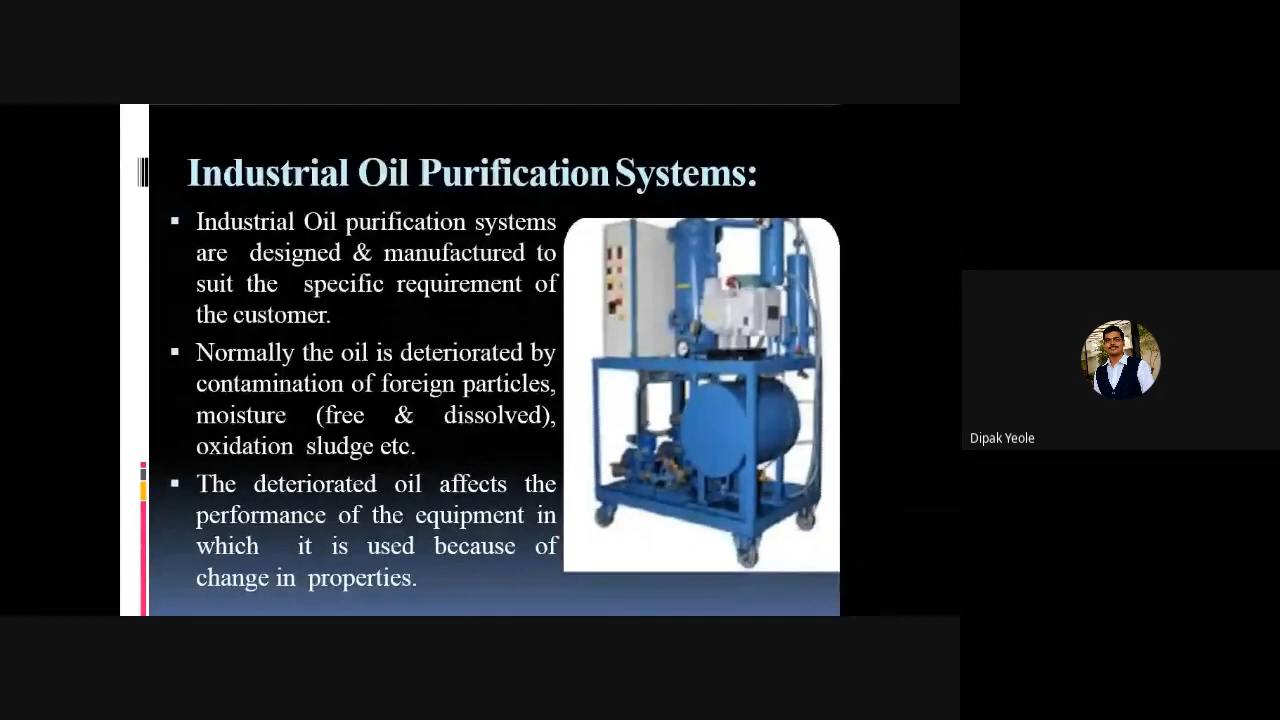 Industrial Oil Purification Systems:
▪ Industrial Oil purification systems
are designed & manufactured to
suit the specific requirement of
the customer.
▪ Normally the oil is deteriorated by
contamination of foreign particles,
moisture (free & dissolved),
oxidation sludge etc.
▪ The deteriorated oil affects the
performance of the equipment in
which it is used because of
change in properties.
Dipak Yeole